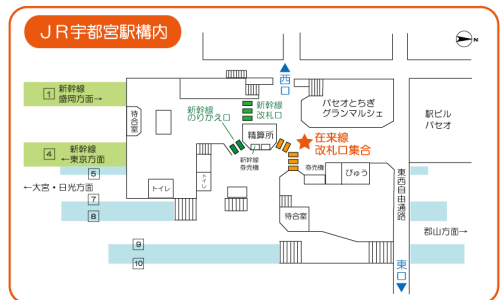 JR宇都宮駅構内
N
西口
1
新幹線
盛岡方面→
待合室
新幹線
のりかえ口
新幹線
改札口
精算所
パセオとちぎ
グランマルシェ
駅ビル
パセオ
在来線
改札口集合
4
新幹線
←東京方面
新幹線
券売機
券売機
びゅう
東西自由通路
5
←大宮・日光方面
トイレ
トイレ
7
8
待合室
郡山方面→
9
10
東口